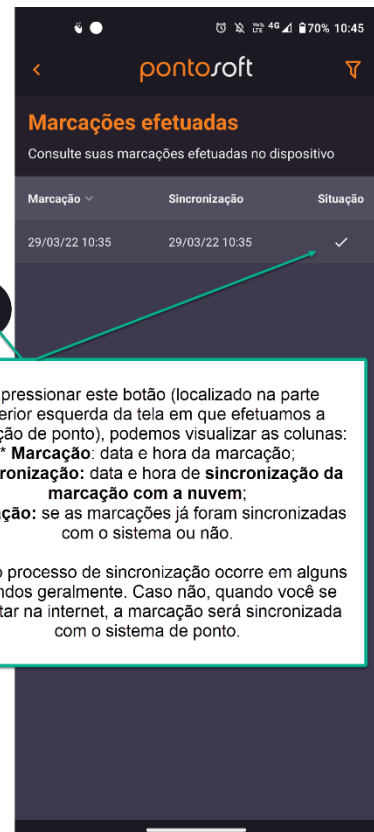 VoLTE 4G 70% 10:45
pontosoft
Marcações efetuadas
Consulte suas marcações efetuadas no dispositivo
Marcação Sincronização Situação
29/03/22 10:35 29/03/22 10:35
pressionar este botão (localizado na parte
erior esquerda da tela em que efetuamos a
ção de ponto), podemos visualizar as colunas:
* Marcação: data e hora da marcação;
ronização: data e hora de sincronização da
marcação com a nuvem;
ação: se as marcações já foram sincronizadas
com o sistema ou não.
o processo de sincronização ocorre em alguns
ndos geralmente. Caso não, quando você se
tar na internet, a marcação será sincronizada
com o sistema de ponto.